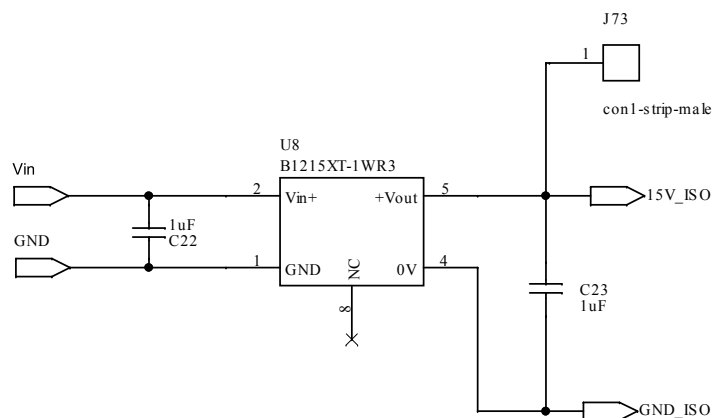 J73
1
con1-strip-male
U8
B1215XT-1WR3
Vin
2
Vin+
+Vout
5
15V_ISO
1uF
C22
GND
1
GND
NC
0V
4
8
C23
1uF
GND_ISO